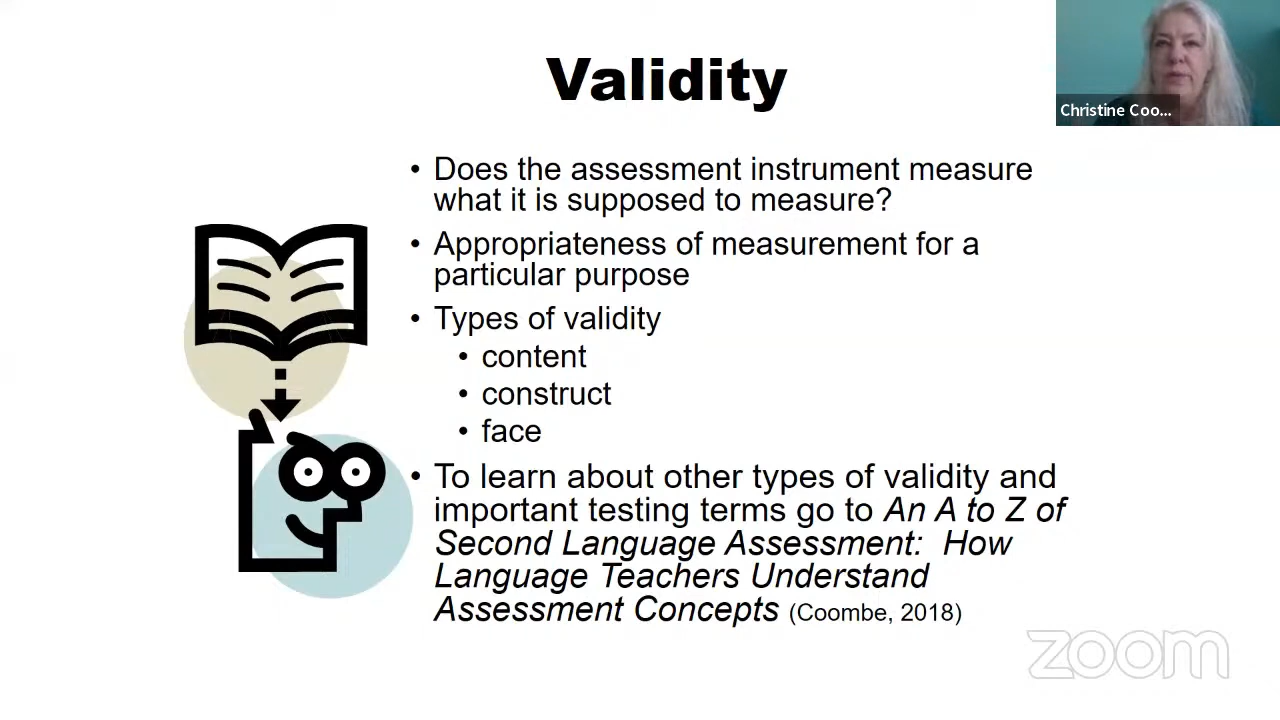 Validity
Christine Coo...
• Does the assessment instrument measure
what it is supposed to measure?
• Appropriateness of measurement for a
particular purpose
• Types of validity
• content
• construct
• face
• To learn about other types of validity and
important testing terms go to An A to Z of
Second Language Assessment: How
Language Teachers Understand
Assessment Concepts (Coombe, 2018)
zoom